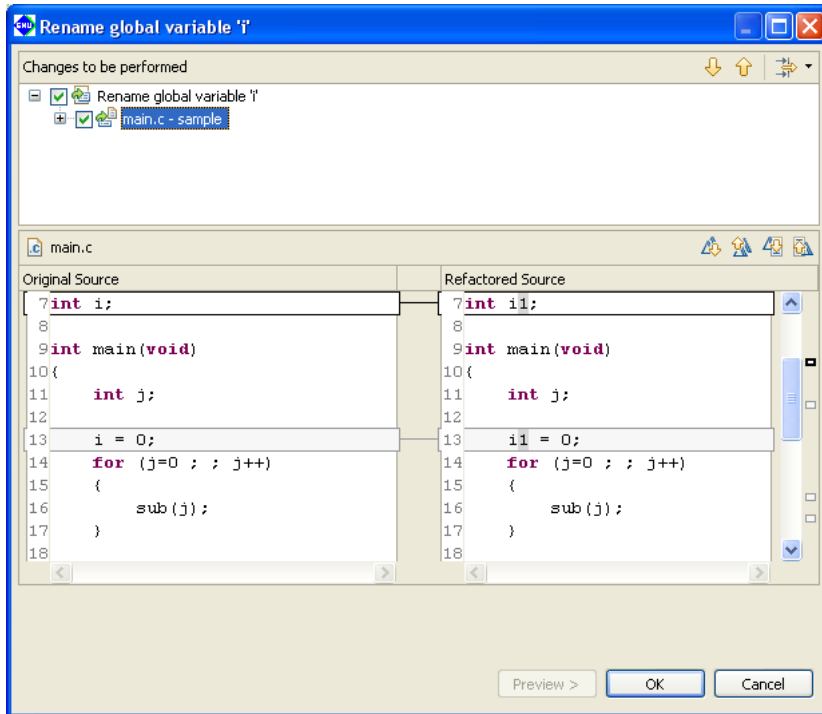 Rename global variable 'i'
Changes to be performed
Rename global variable 'i'
main.c - sample
.c main.c
Original Source
7 int i;
8
9 int main(void)
10 {
11 int j;
12
13 i = 0;
14 for (j=0 ; ; j++)
15 {
16 sub(j);
17 }
18
Refactored Source
7 int i1;
8
9 int main(void)
10 {
11 int j;
12
13 i1 = 0;
14 for (j=0 ; ; j++)
15 {
16 sub(j);
17 }
18
Preview >
OK
Cancel